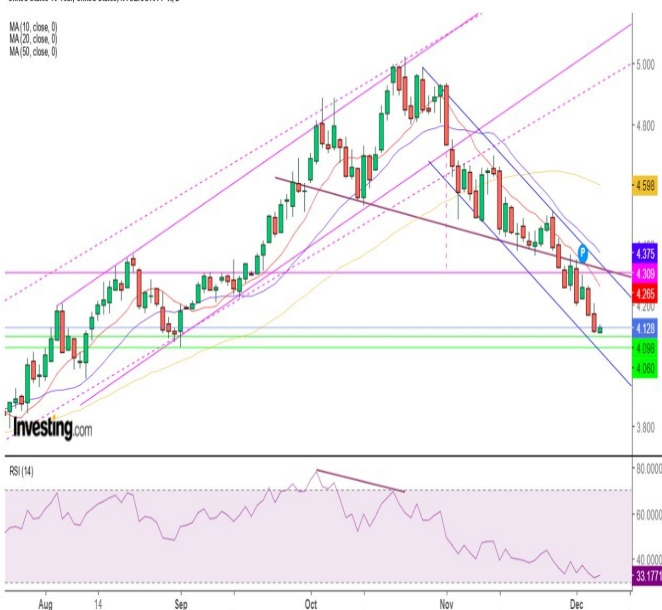 MA (10, close, 0)
MA (20, close, 0)
MA (50, close, 0)
5.000
4.800
4.598
4.375
4.309
4.265
4.200
4.128
4.098
4.060
3.800
P
Investing.com
RSI (14)
80.0000
60.0000
40.0000
33.1771
Aug 14 Sep Oct Nov Dec